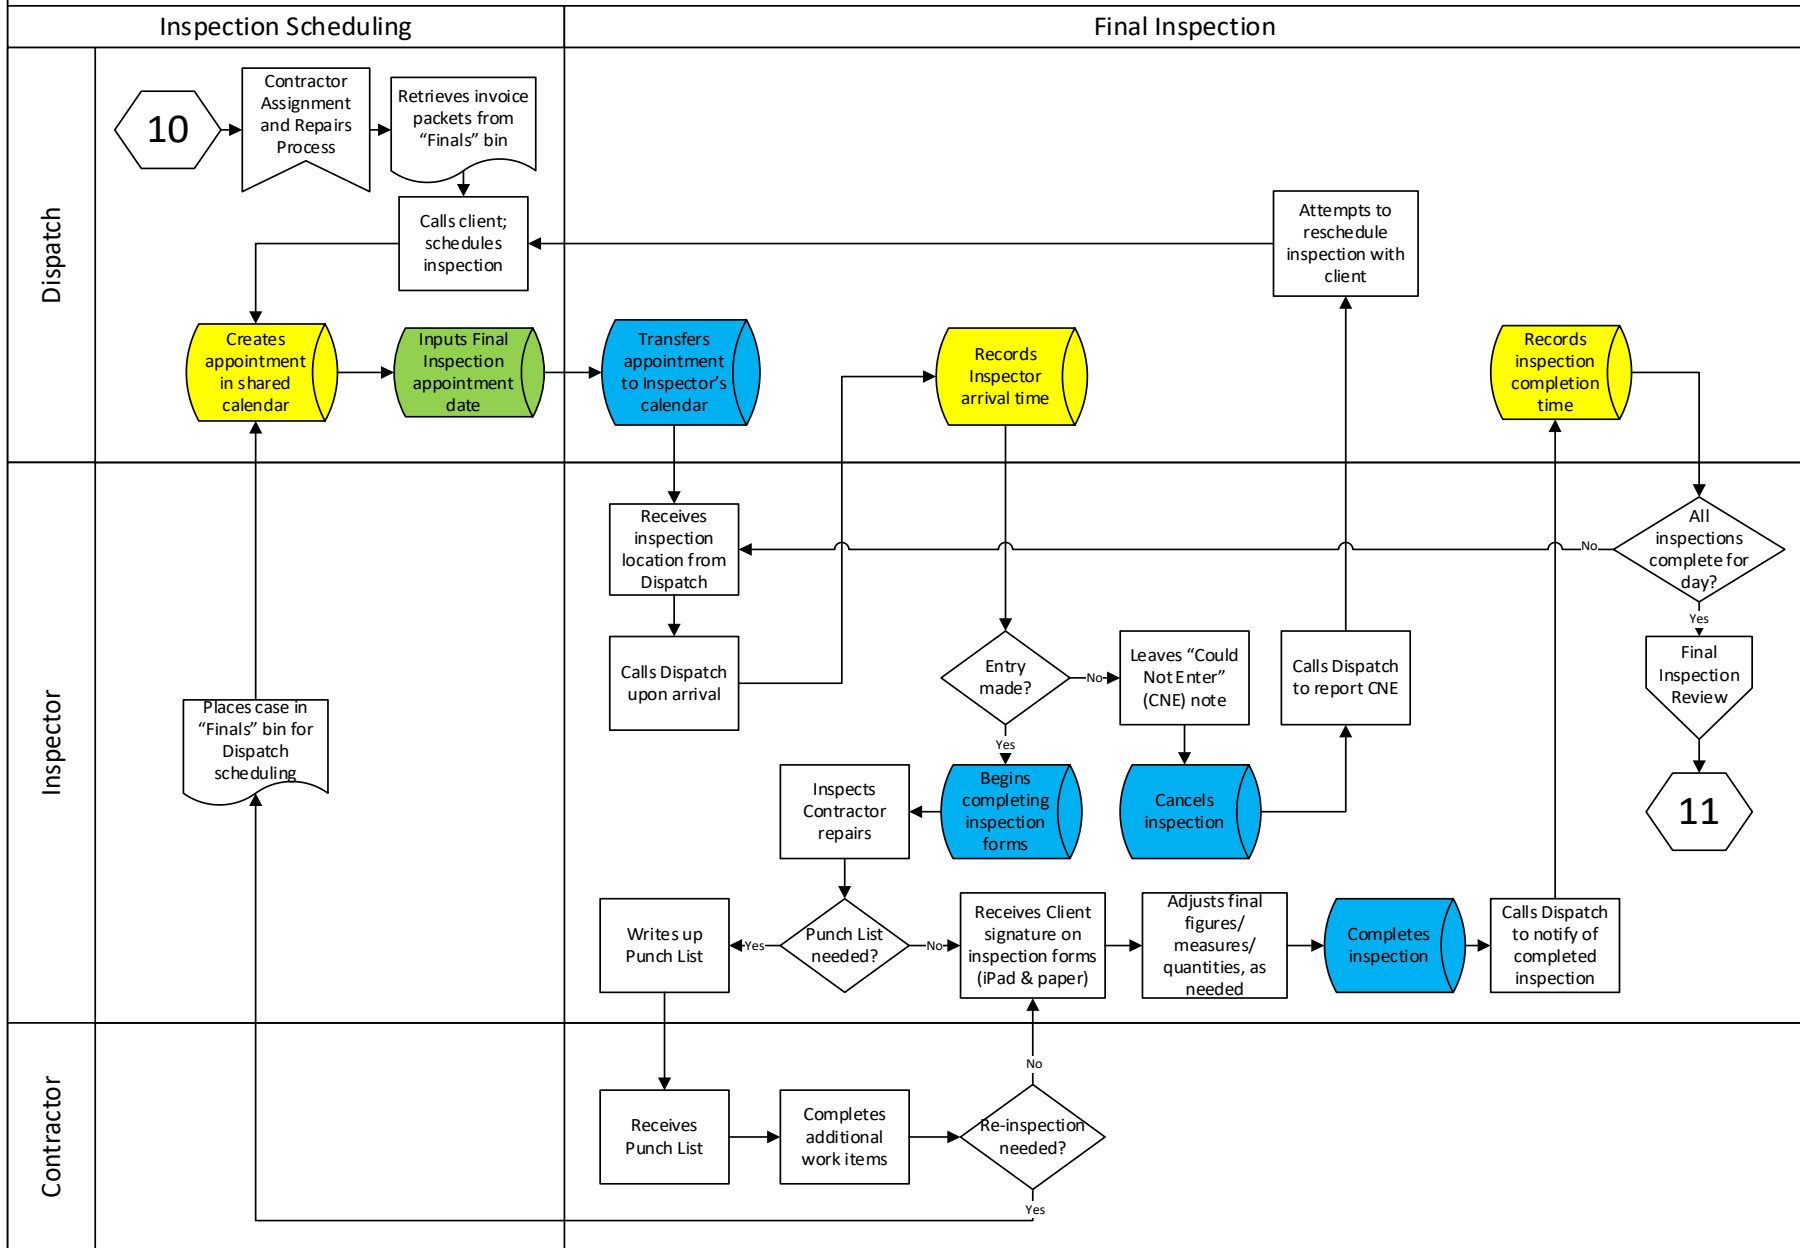 Inspection Scheduling
Final Inspection
Dispatch
10
Contractor
Assignment
and Repairs
Process
Retrieves invoice
packets from
“Finals” bin
Calls client;
schedules
inspection
Attempts to
reschedule
inspection with
client
Creates
appointment
in shared
calendar
Inputs Final
Inspection
appointment
date
Transfers
appointment
to Inspector’s
calendar
Records
Inspector
arrival time
Records
inspection
completion
time
Inspector
Receives
inspection
location from
Dispatch
No
All
inspections
complete for
day?
Yes
Calls Dispatch
upon arrival
Entry
made?
No
Yes
Leaves “Could
Not Enter”
(CNE) note
Calls Dispatch
to report CNE
Final
Inspection
Review
Places case in
“Finals” bin for
Dispatch
scheduling
Inspects
Contractor
repairs
Begins
completing
inspection
forms
Cancels
inspection
11
Writes up
Punch List
Yes
Punch List
needed?
No
Receives Client
signature on
inspection forms
(iPad & paper)
Adjusts final
figures/
measures/
quantities, as
needed
Completes
inspection
Calls Dispatch
to notify of
completed
inspection
Contractor
Receives
Punch List
Completes
additional
work items
No
Re-inspection
needed?
Yes